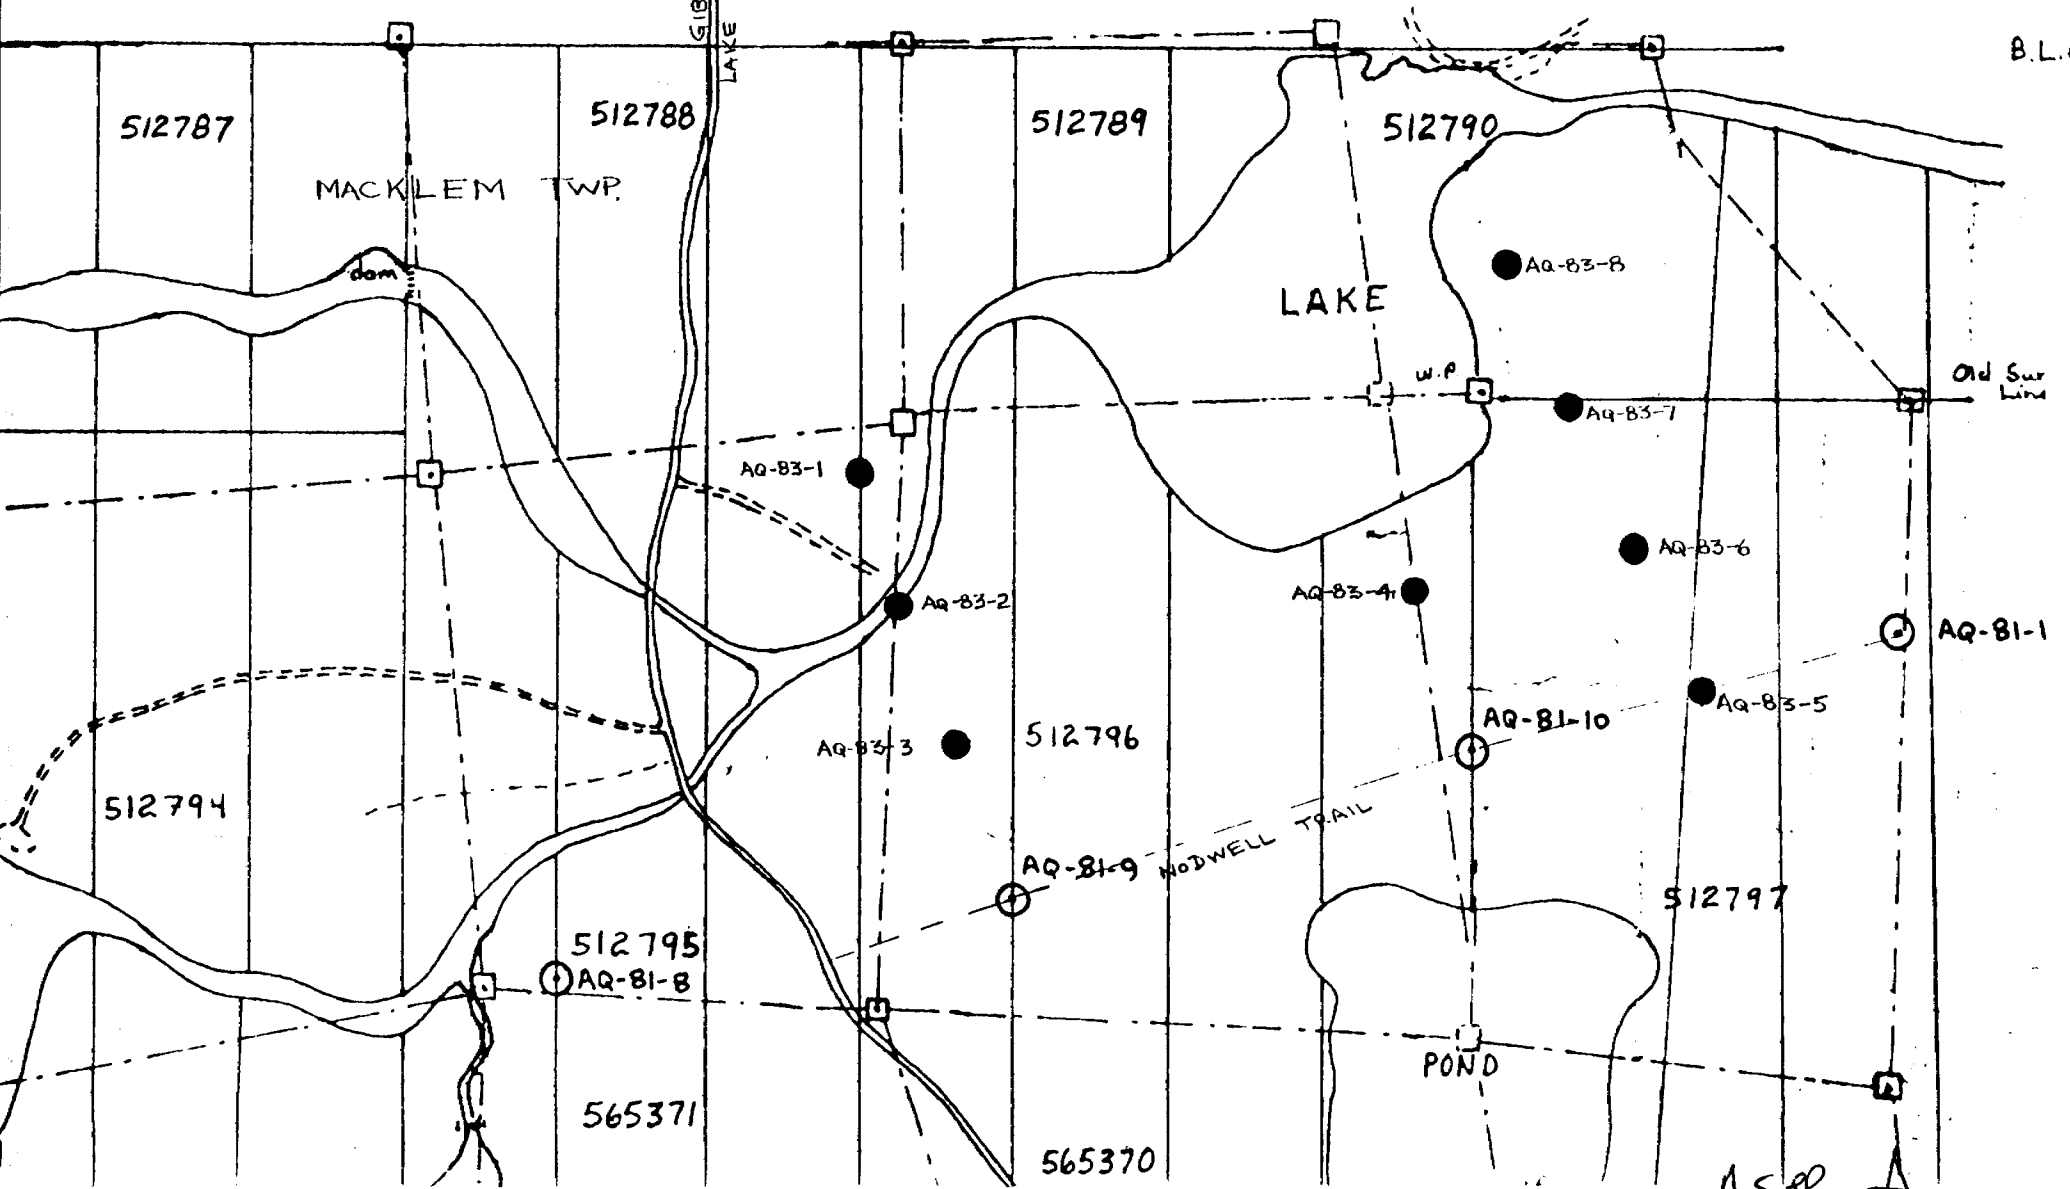 GIB
LAKE
B.L.
512787
512788
512789
512790
MACKLEM TWP.
dam
AQ-83-8
LAKE
W.P
Old Sur
Line
AQ-83-7
AQ-83-1
AQ-83-6
AQ-83-4
AQ-83-2
AQ-81-1
AQ-83-5
AQ-81-10
512796
AQ-83-3
512794
NODWELL TRAIL
AQ-81-9
512797
512795
AQ-81-8
POND
565371
565370